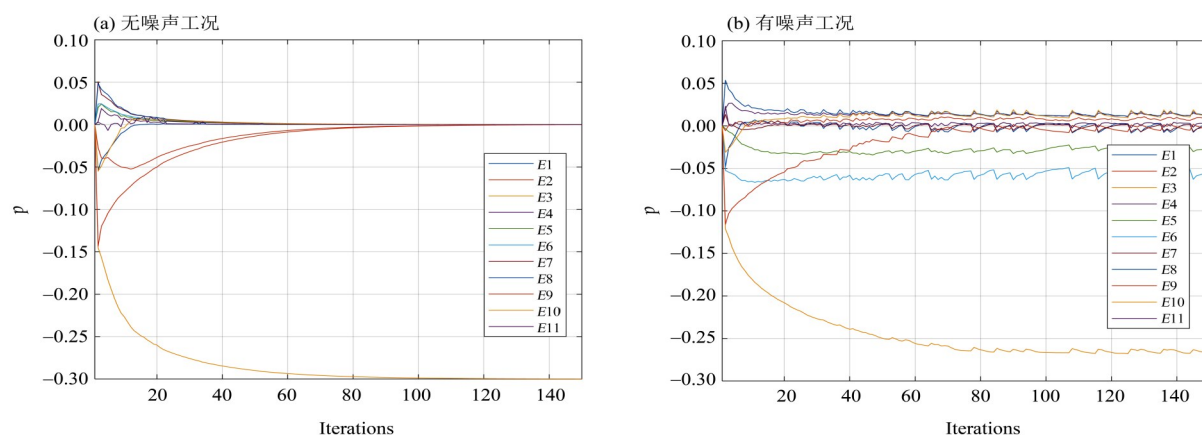 (a) 无噪声工况
0.10
0.05
0.00
−0.05
−0.10
−0.15
−0.20
−0.25
−0.30
p
20
40
60
80
100
120
140
Iterations
E1
E2
E3
E4
E5
E6
E7
E8
E9
E10
E11
(b) 有噪声工况
0.10
0.05
0.00
−0.05
−0.10
−0.15
−0.20
−0.25
−0.30
p
20
40
60
80
100
120
140
Iterations
E1
E2
E3
E4
E5
E6
E7
E8
E9
E10
E11